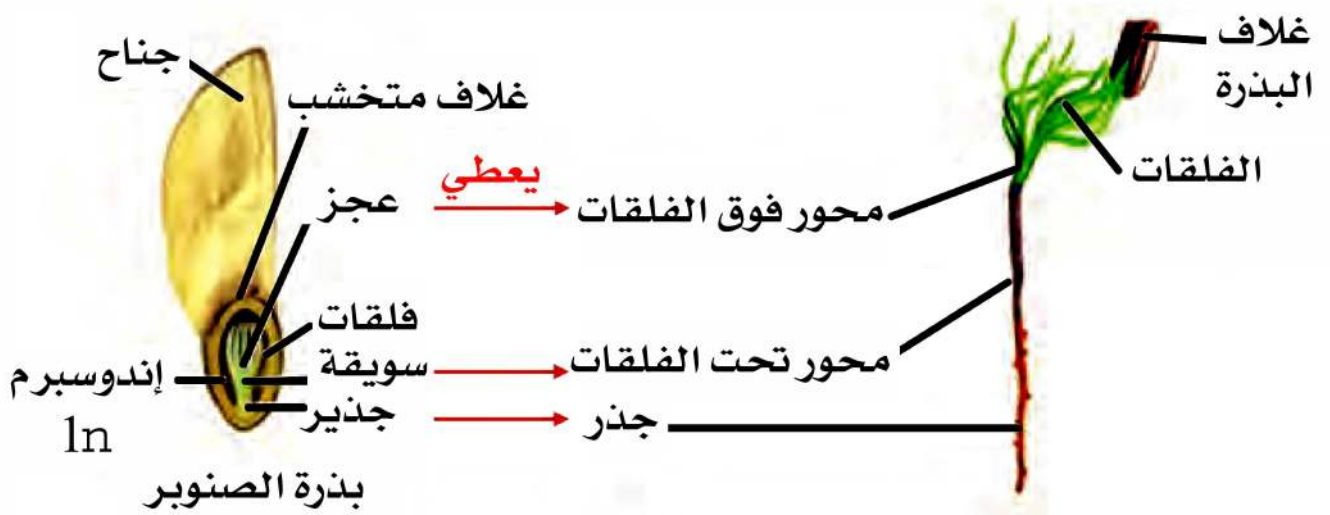 جناح
غلاف متخشب
عجز
يعطي
محور فوق الفلقات
غلاف
البذرة
الفلقات
فلقات
سويقة
محور تحت الفلقات
إندوسبرم
1n
جذير
جذر
بذرة الصنوبر